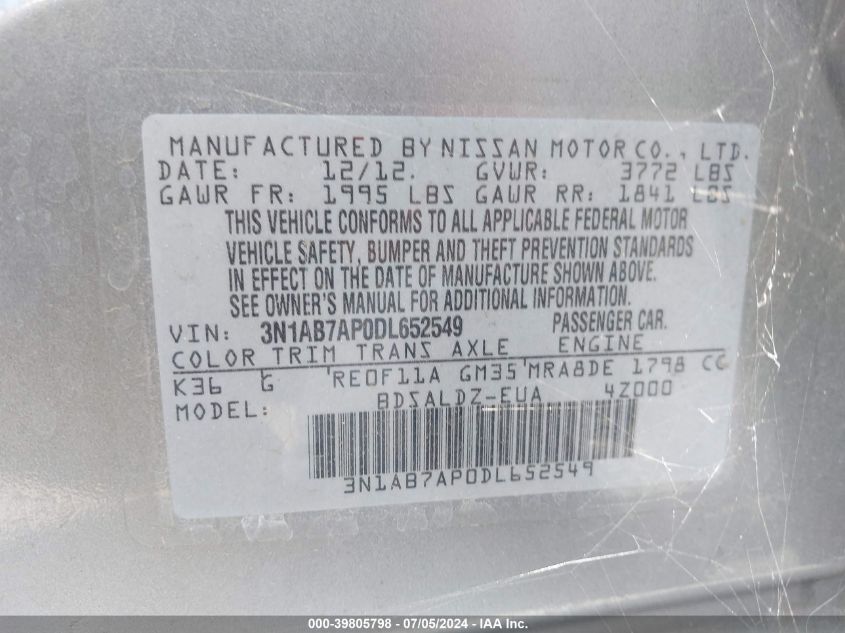 MANUFACTURED BY NISSAN MOTOR CO., LTD.
DATE: 12/12. GVWR: 3772 LBS
GAWR FR: 1995 LBS GAWR RR: 1841 LBS
THIS VEHICLE CONFORMS TO ALL APPLICABLE FEDERAL MOTOR
VEHICLE SAFETY, BUMPER AND THEFT PREVENTION STANDARDS
IN EFFECT ON THE DATE OF MANUFACTURE SHOWN ABOVE.
SEE OWNER'S MANUAL FOR ADDITIONAL INFORMATION.
VIN: 3N1AB7AP0DL652549 PASSENGER CAR.
COLOR TRIM TRANS AXLE ENGINE
K36 G RE0F11A GM35 MRA8DE 1798 CC
MODEL: BDSALDZ-EUA 4Z000
3N1AB7AP0DL652549
000-39805798 - 07/05/2024 - IAA Inc.